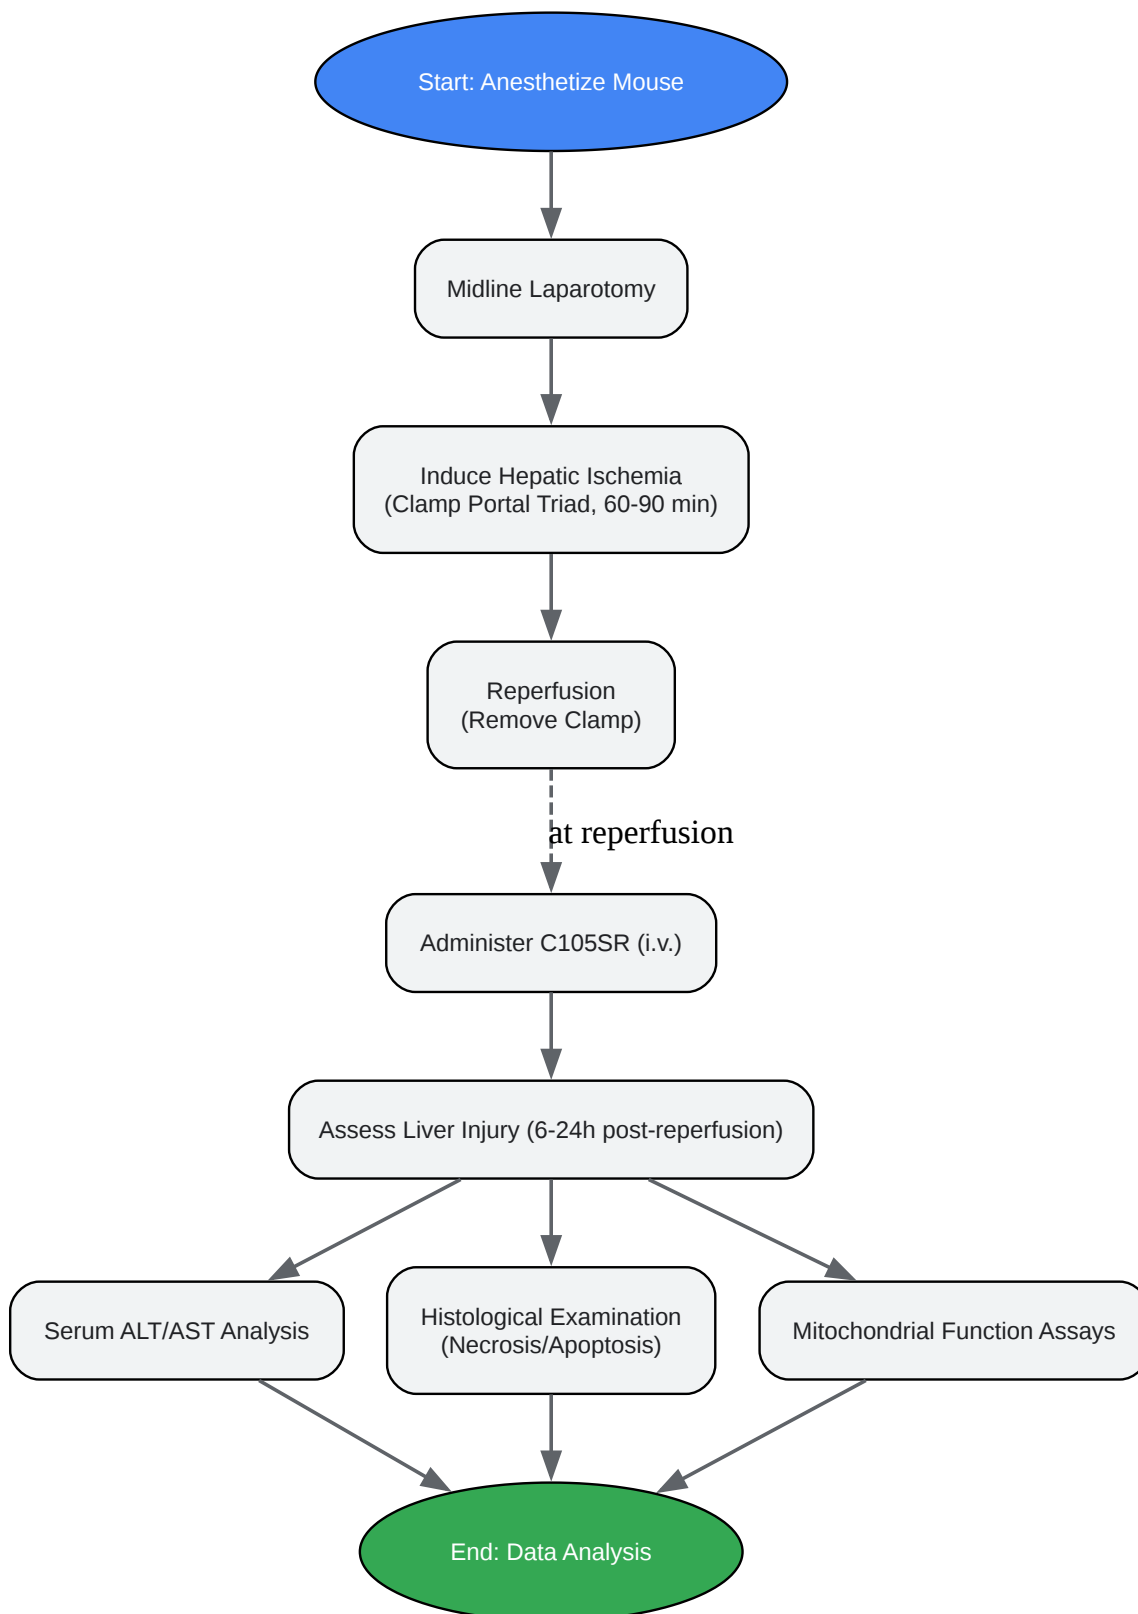 Start: Anesthetize Mouse
Midline Laparotomy
Induce Hepatic Ischemia
(Clamp Portal Triad, 60-90 min)
Reperfusion
(Remove Clamp)
at reperfusion
Administer C105SR (i.v.)
Assess Liver Injury (6-24h post-reperfusion)
Serum ALT/AST Analysis
Histological Examination
(Necrosis/Apoptosis)
Mitochondrial Function Assays
End: Data Analysis